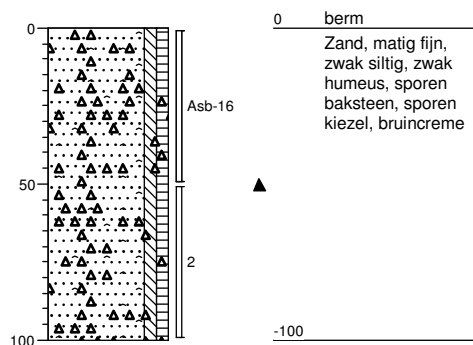 0
50
100
Asb-16
2
0 berm
Zand, matig fijn,
zwak siltig, zwak
humeus, sporen
baksteen, sporen
kiezel, bruincreme
-100